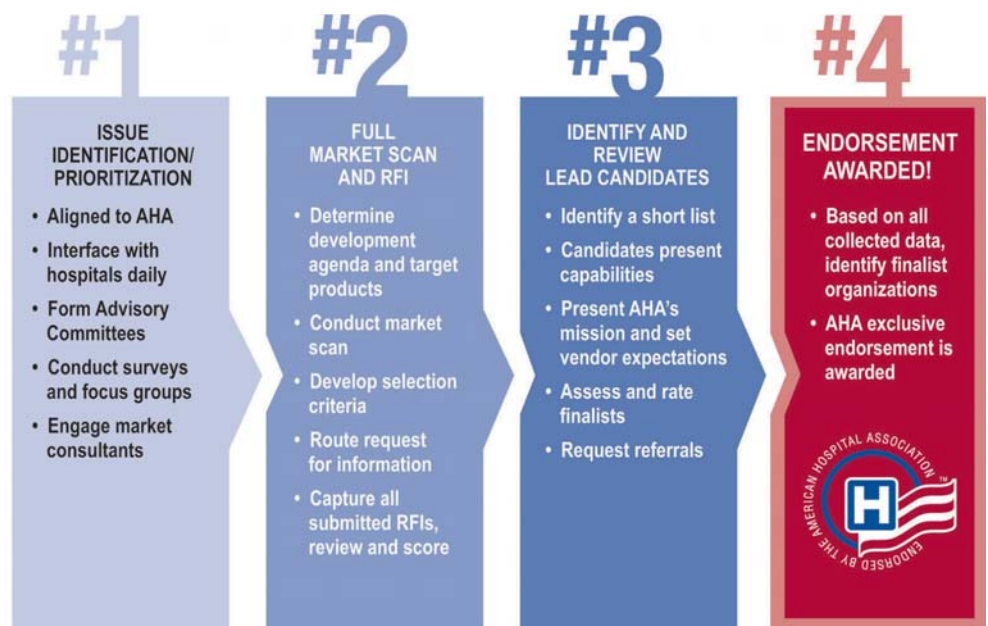 #1
ISSUE
IDENTIFICATION/
PRIORITIZATION
• Aligned to AHA
• Interface with
hospitals daily
• Form Advisory
Committees
• Conduct surveys
and focus groups
• Engage market
consultants
#2
FULL
MARKET SCAN
AND RFI
• Determine
development
agenda and target
products
• Conduct market
scan
• Develop selection
criteria
• Route request
for information
• Capture all
submitted RFIs,
review and score
#3
IDENTIFY AND
REVIEW
LEAD CANDIDATES
• Identify a short list
• Candidates present
capabilities
• Present AHA's
mission and set
vendor expectations
• Assess and rate
finalists
• Request referrals
#4
ENDORSEMENT
AWARDED!
• Based on all
collected data,
identify finalist
organizations
• AHA exclusive
endorsement is
awarded
ENDORSED BY THE AMERICAN HOSPITAL ASSOCIATION
H
™